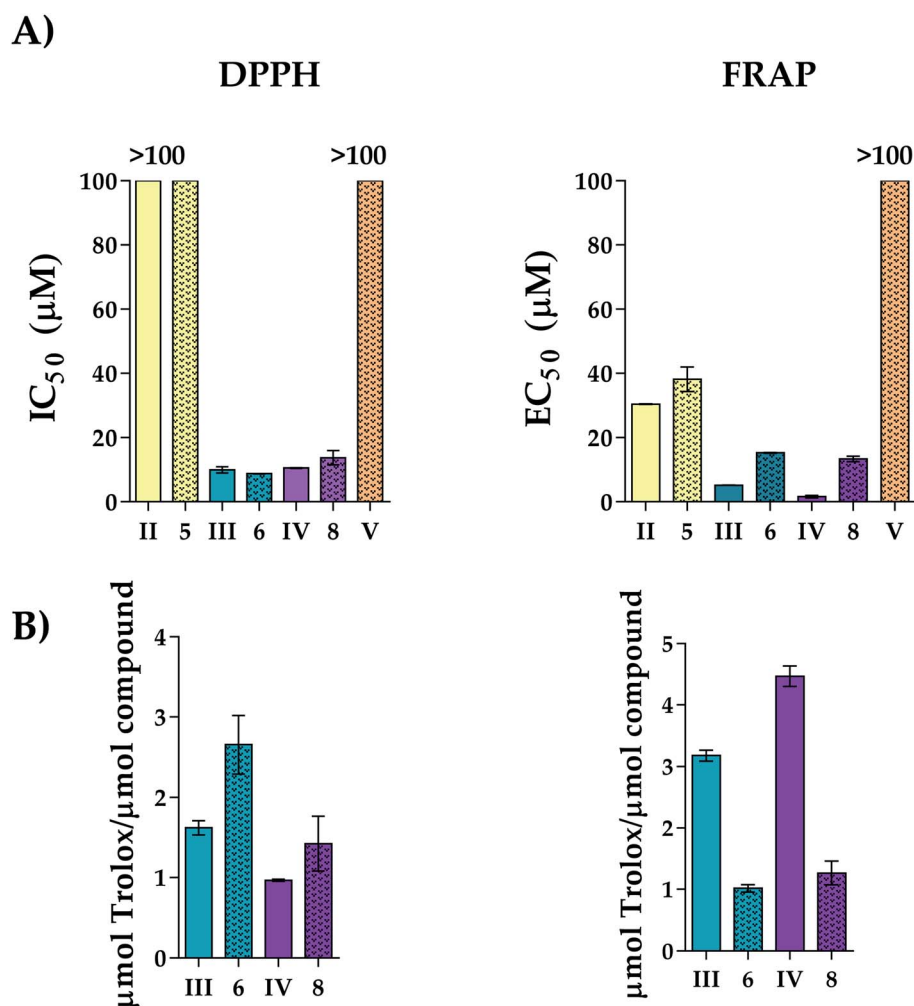 A)
DPPH
FRAP
>100
>100
>100
IC50 (μM)
100
80
60
40
20
0
II 5 III 6 IV 8 V
EC50 (μM)
100
80
60
40
20
0
II 5 III 6 IV 8 V
B)
μmol Trolox/μmol compound
4
3
2
1
0
III 6 IV 8
μmol Trolox/μmol compound
5
4
3
2
1
0
III 6 IV 8